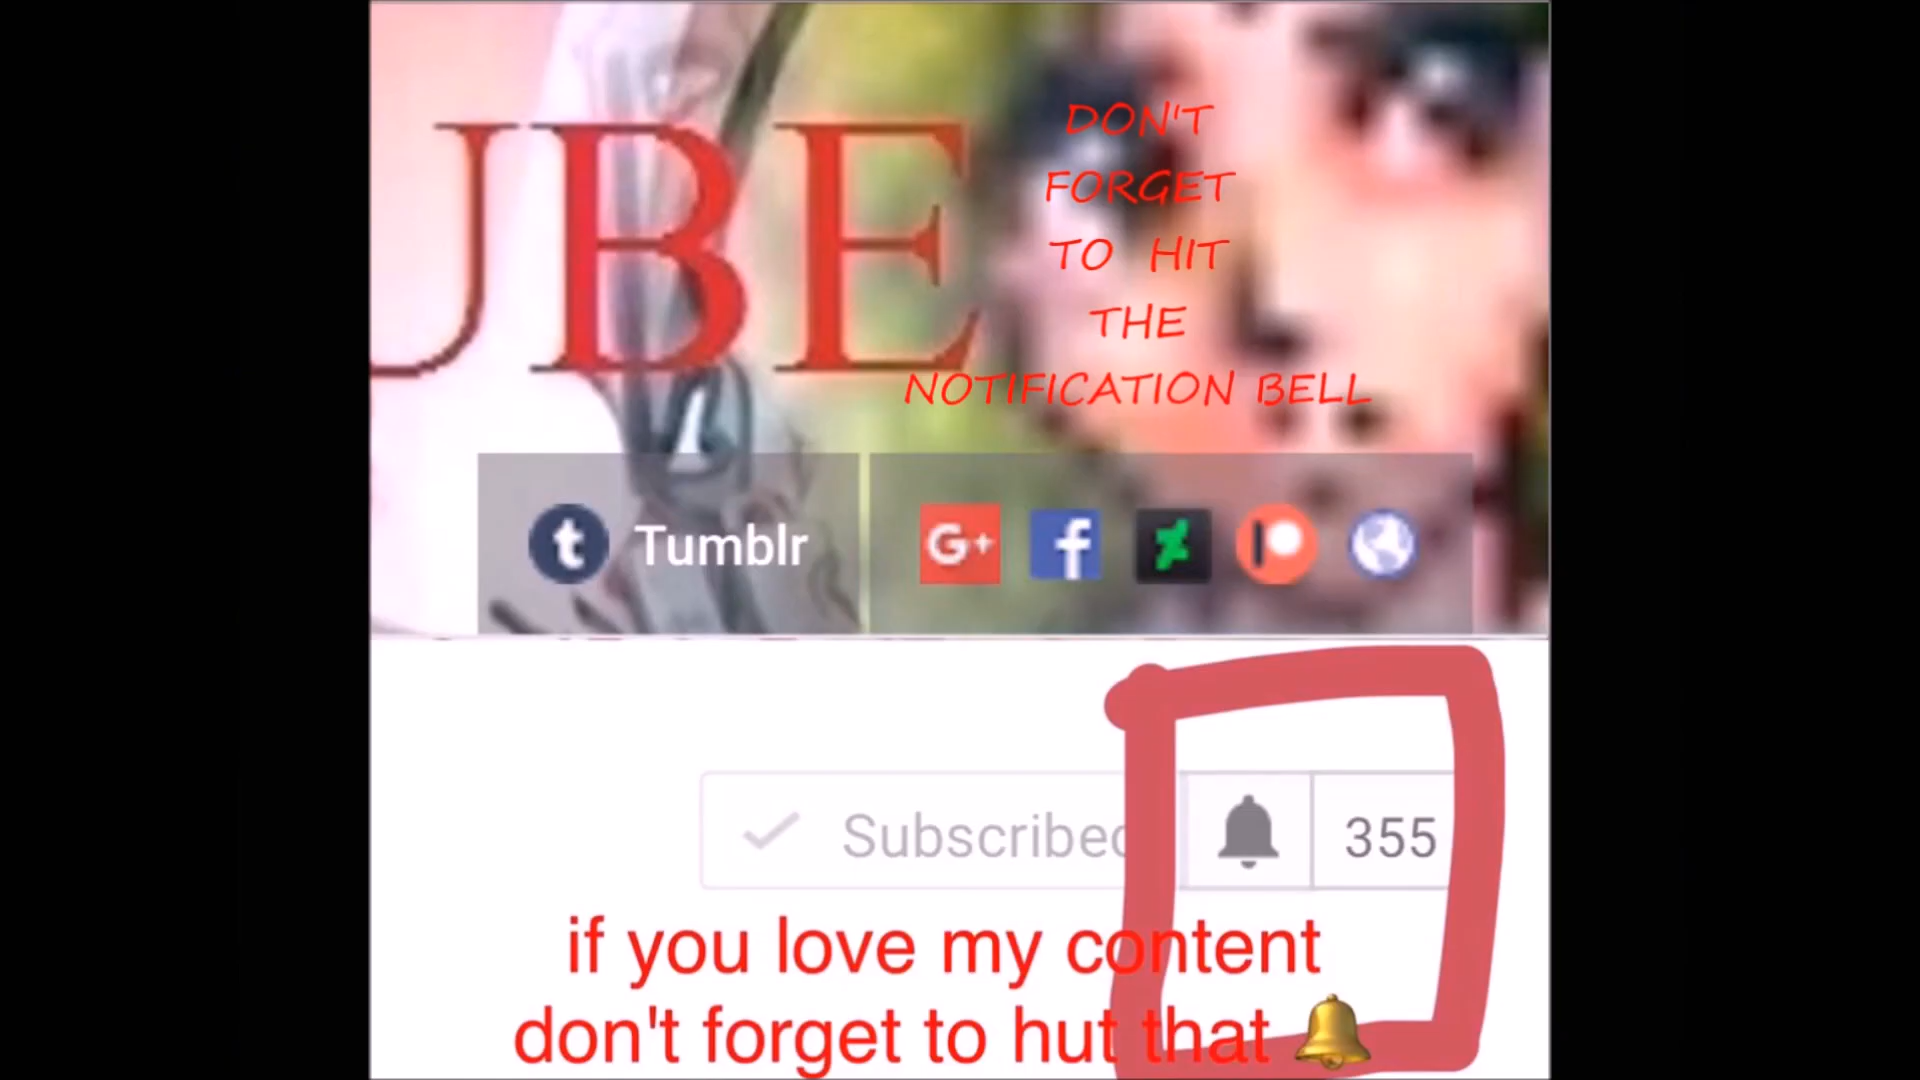 UBE
DON'T
FORGET
TO HIT
THE
NOTIFICATION BELL
t Tumblr G+ f
Subscribed 355
if you love my content
don't forget to hut that 🔔